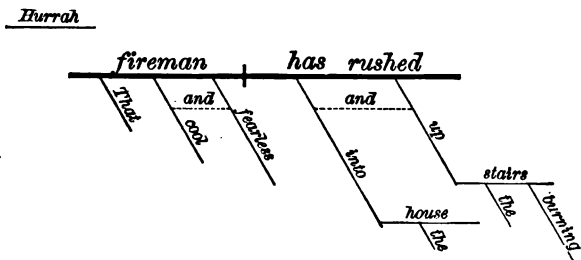 Hurrah
fireman has rushed
That and cool fearless and into up
stairs
the burning
house
the